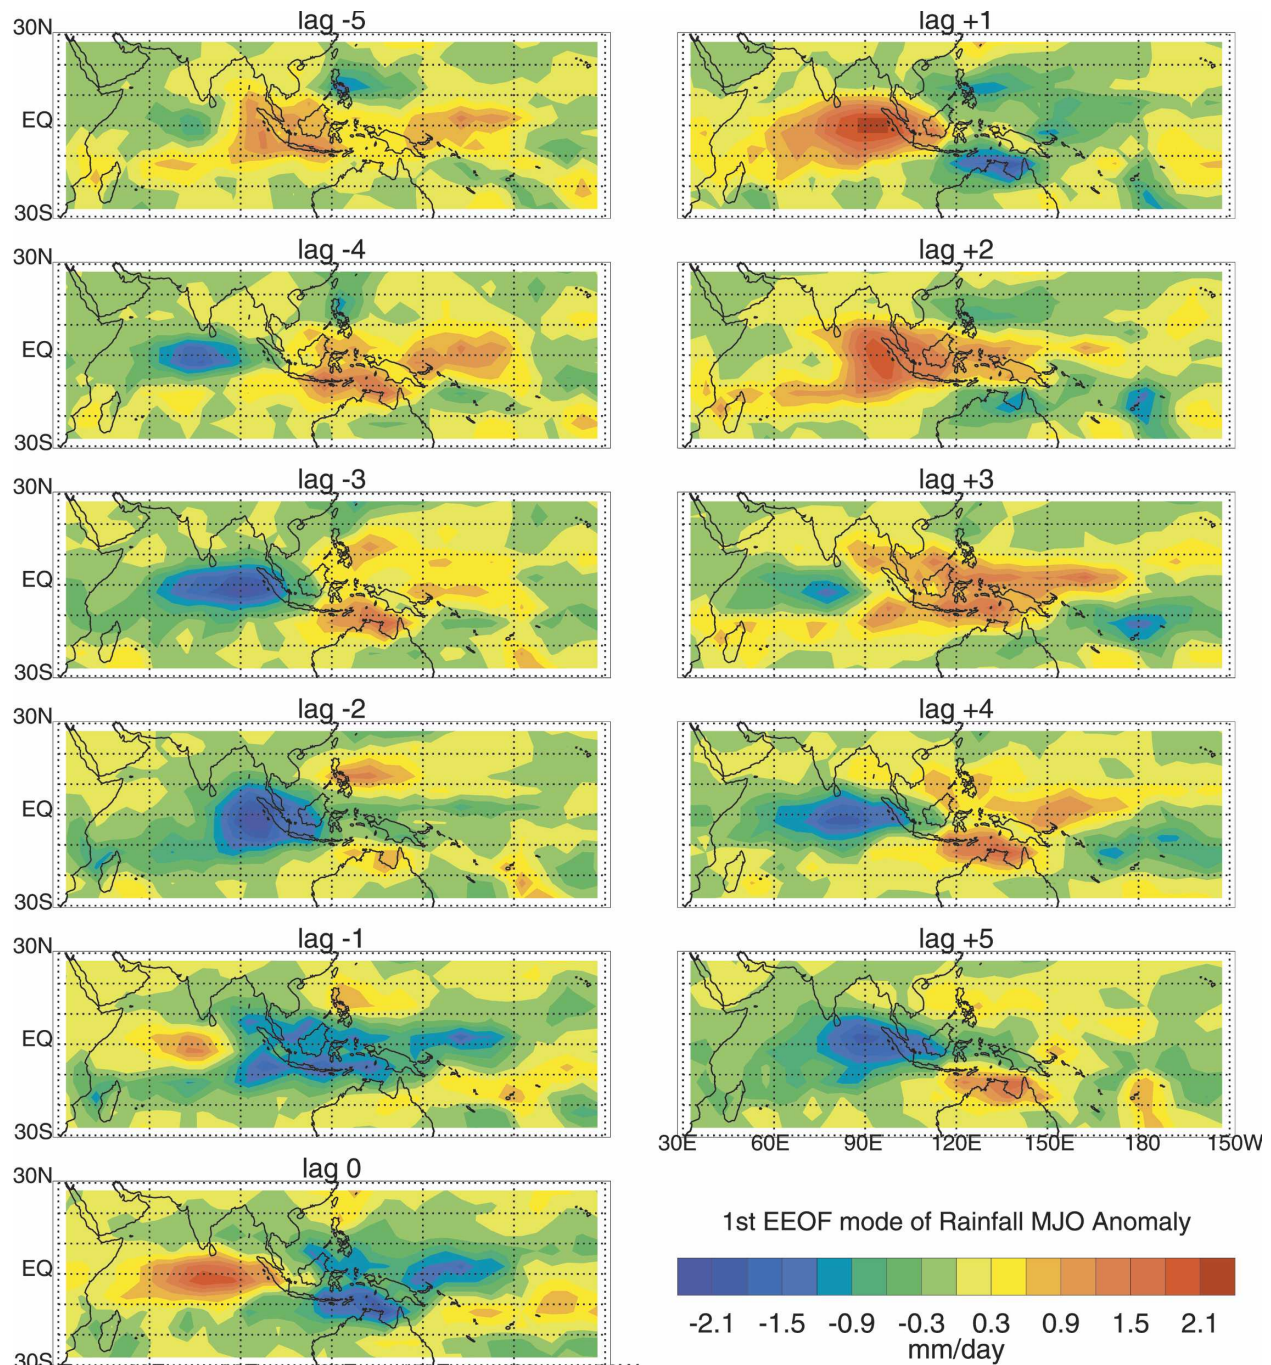 lag -5
30N
EQ
30S
lag -4
30N
EQ
30S
lag -3
30N
EQ
30S
lag -2
30N
EQ
30S
lag -1
30N
EQ
30S
lag 0
30N
EQ
30S
lag +1
lag +2
lag +3
lag +4
lag +5
30E 60E 90E 120E 150E 180 150W
1st EEOF mode of Rainfall MJO Anomaly
-2.1 -1.5 -0.9 -0.3 0.3 0.9 1.5 2.1
mm/day